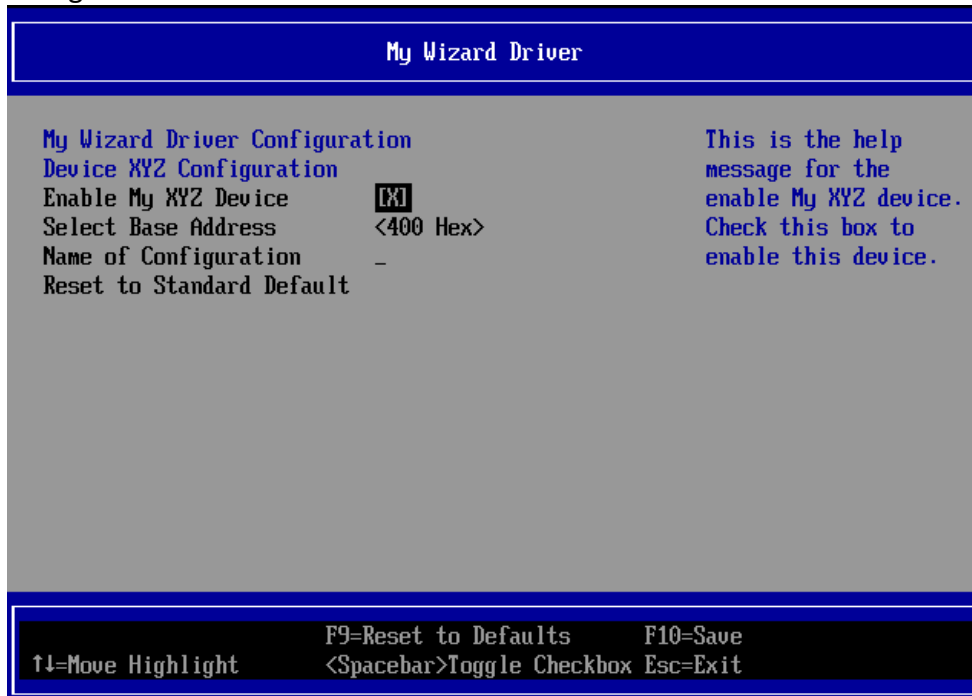 My Wizard Driver
My Wizard Driver Configuration
Device XYZ Configuration
Enable My XYZ Device [X]
Select Base Address <400 Hex>
Name of Configuration _
Reset to Standard Default
This is the help
message for the
enable My XYZ device.
Check this box to
enable this device.
F9=Reset to Defaults F10=Save
↑↓=Move Highlight <Spacebar>Toggle Checkbox Esc=Exit